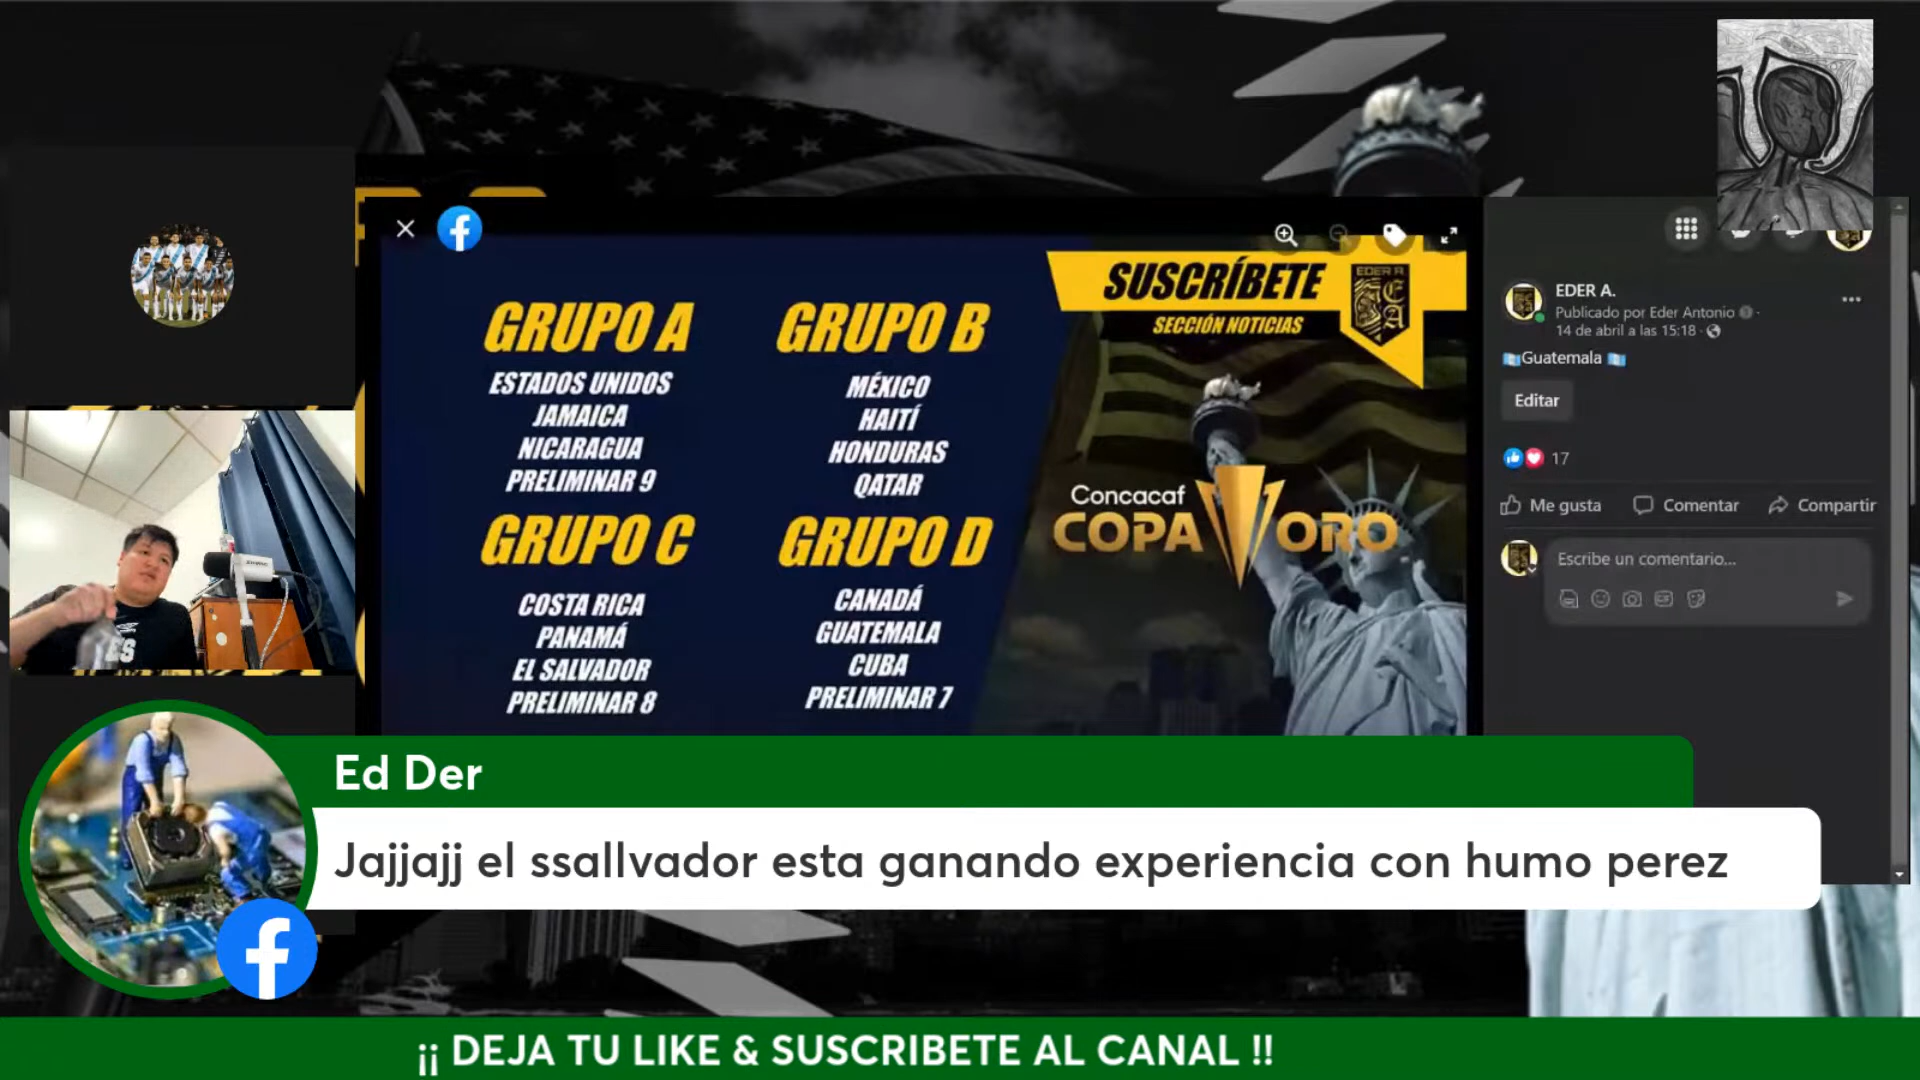 SUSCRÍBETE
SECCIÓN NOTICIAS
EDER A
GRUPO A
ESTADOS UNIDOS
JAMAICA
NICARAGUA
PRELIMINAR 9
GRUPO B
MÉXICO
HAITÍ
HONDURAS
QATAR
GRUPO C
COSTA RICA
PANAMÁ
EL SALVADOR
PRELIMINAR 8
GRUPO D
CANADÁ
GUATEMALA
CUBA
PRELIMINAR 7
Concacaf
COPA ORO
EDER A.
Publicado por Eder Antonio
14 de abril a las 15:18
Guatemala
Editar
17
Me gusta
Comentar
Compartir
Escribe un comentario...
Ed Der
Jajjajj el ssallvador esta ganando experiencia con humo perez
¡¡ DEJA TU LIKE & SUSCRIBETE AL CANAL !!